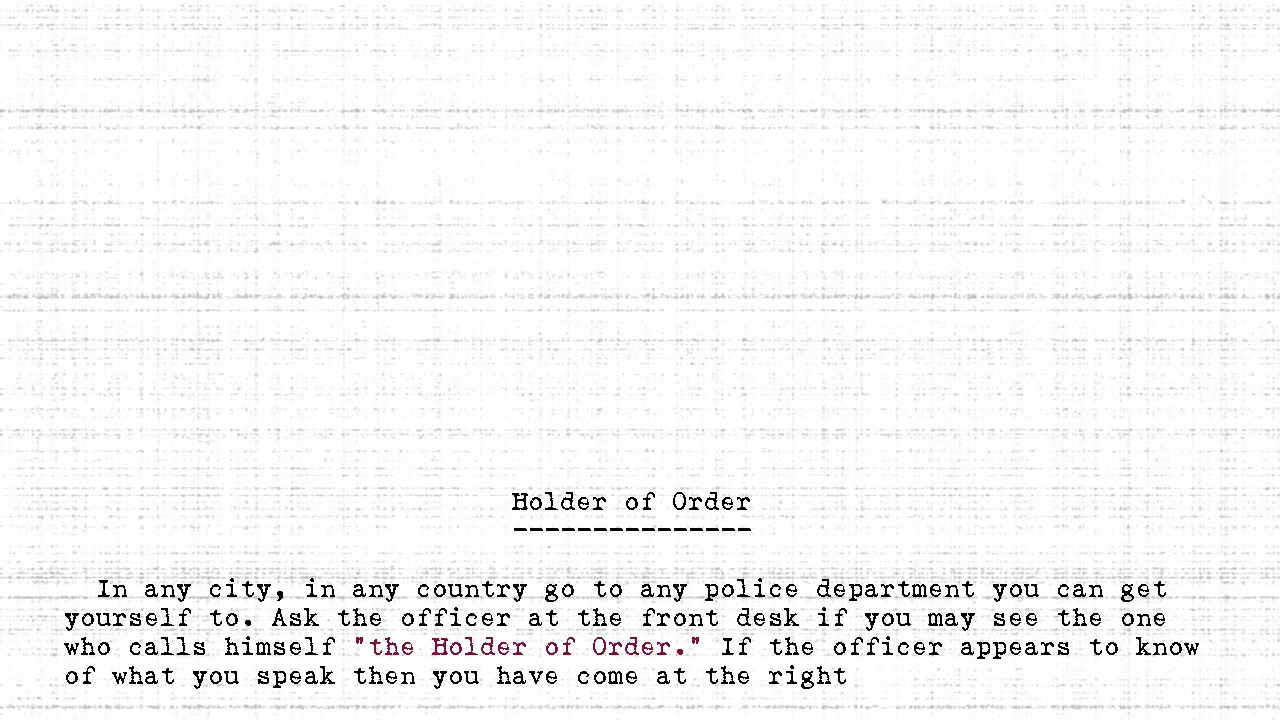 Holder of Order
---------------
In any city, in any country go to any police department you can get
yourself to. Ask the officer at the front desk if you may see the one
who calls himself "the Holder of Order." If the officer appears to know
of what you speak then you have come at the right